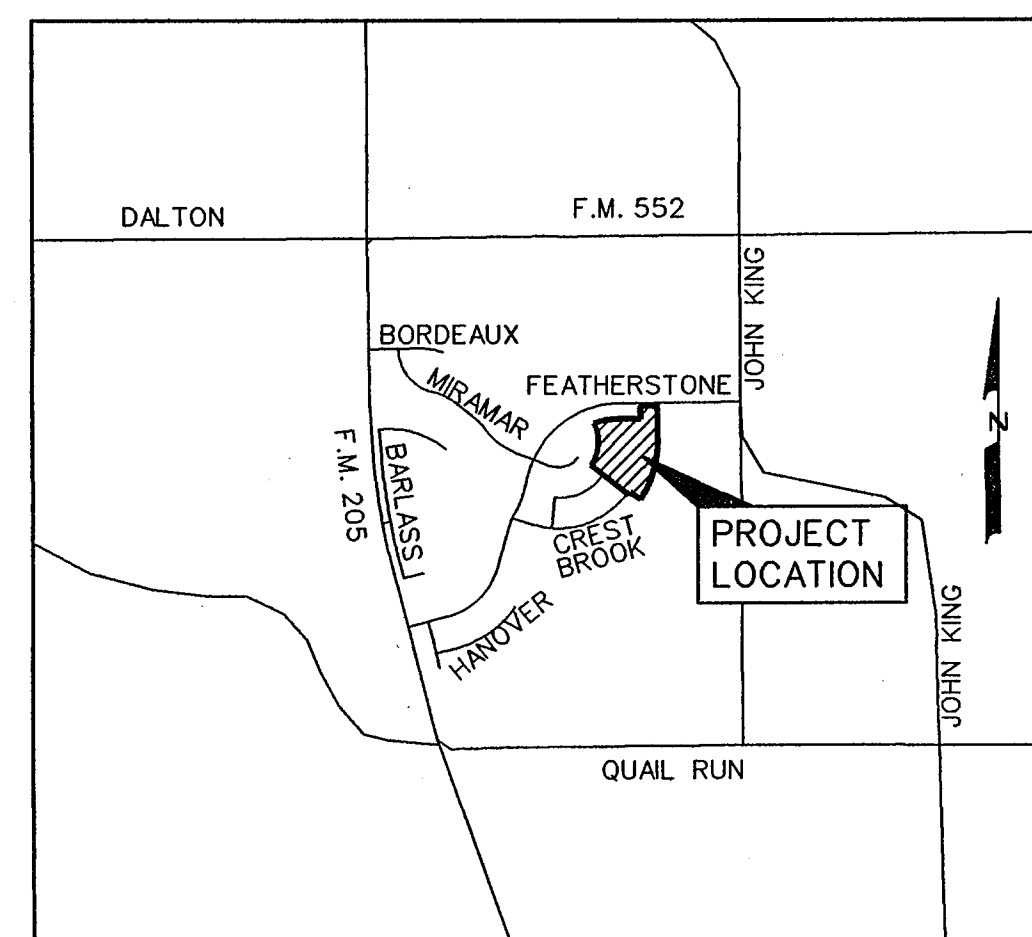 DALTON
F.M. 552
JOHN KING
BORDEAUX
MIRAMAR
FEATHERSTONE
F.M. 205
BARLASS
CREST
BROOK
PROJECT
LOCATION
HANOVER
JOHN KING
QUAIL RUN
N